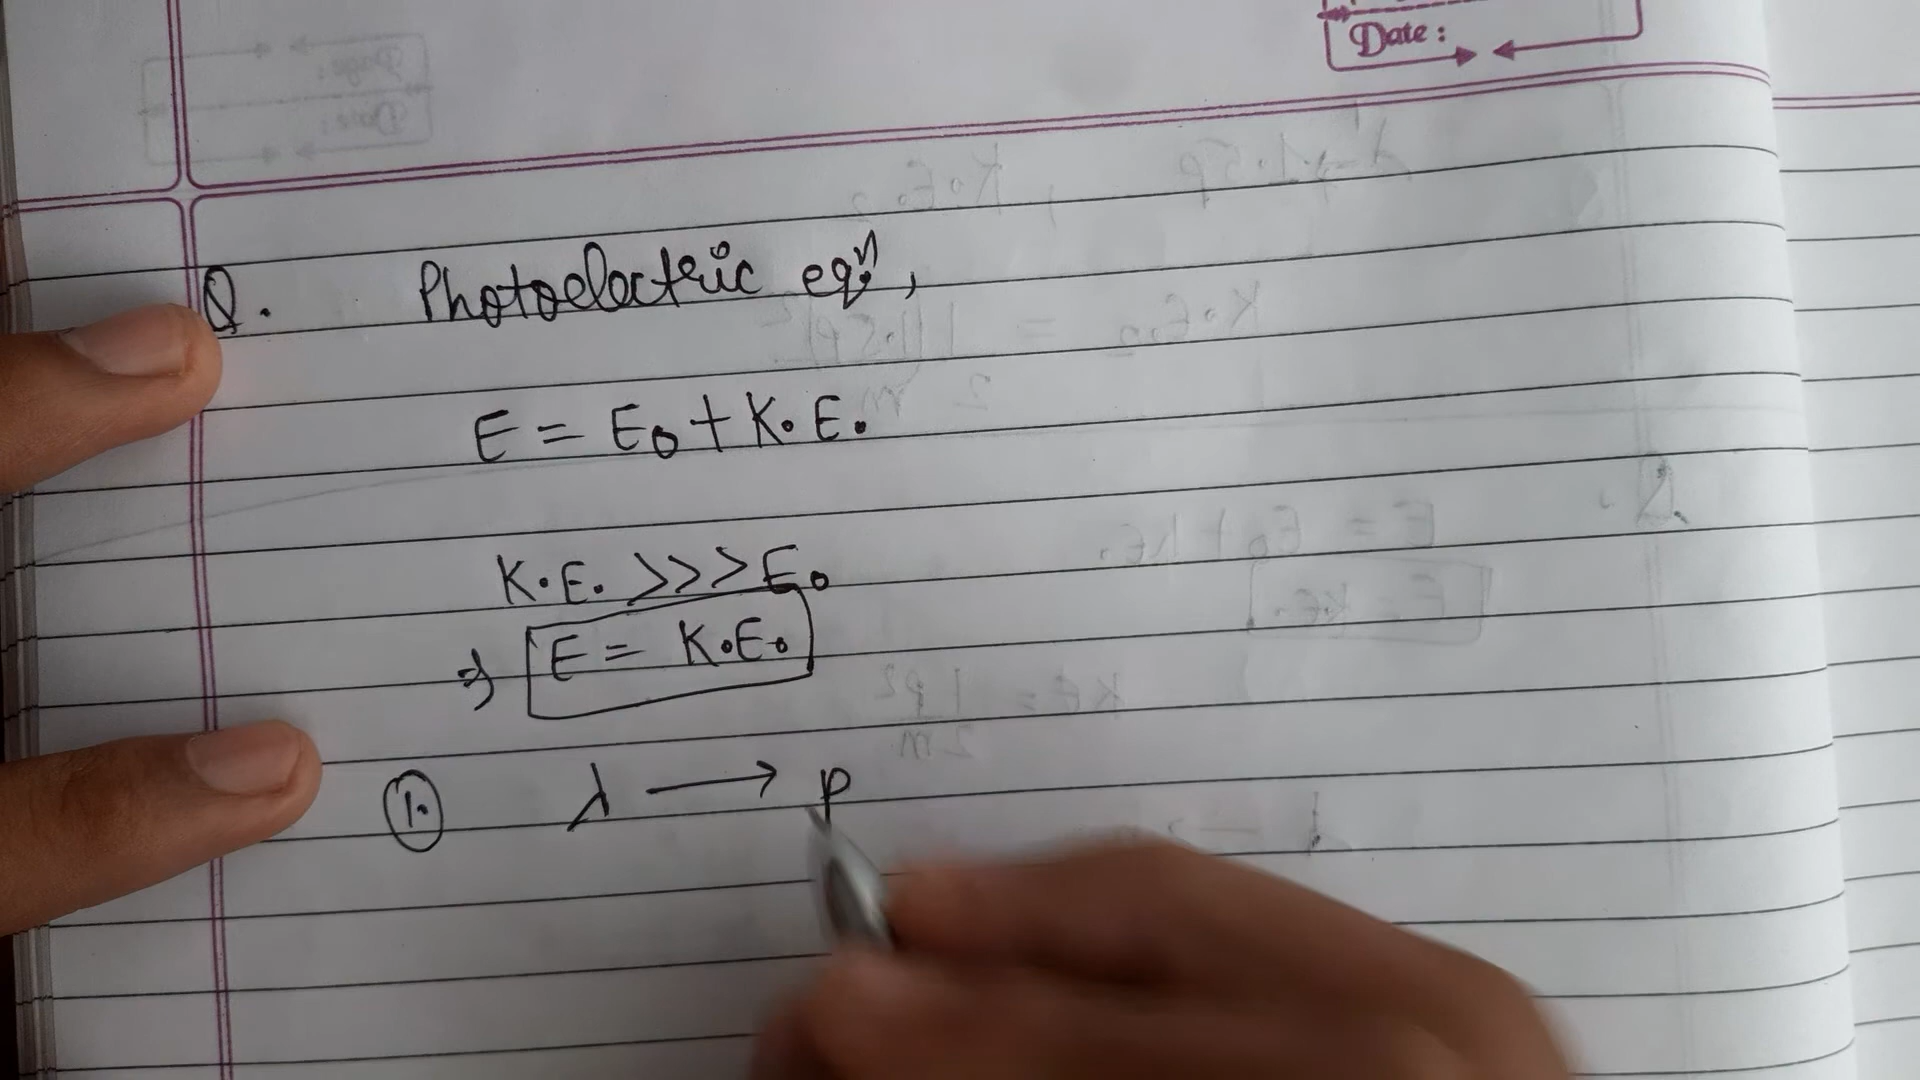 Date :
Q. Photoelectric eqⁿ,
E = E₀ + K.E.
K.E. >>> E₀
⇒ E = K.E.
1. λ → p